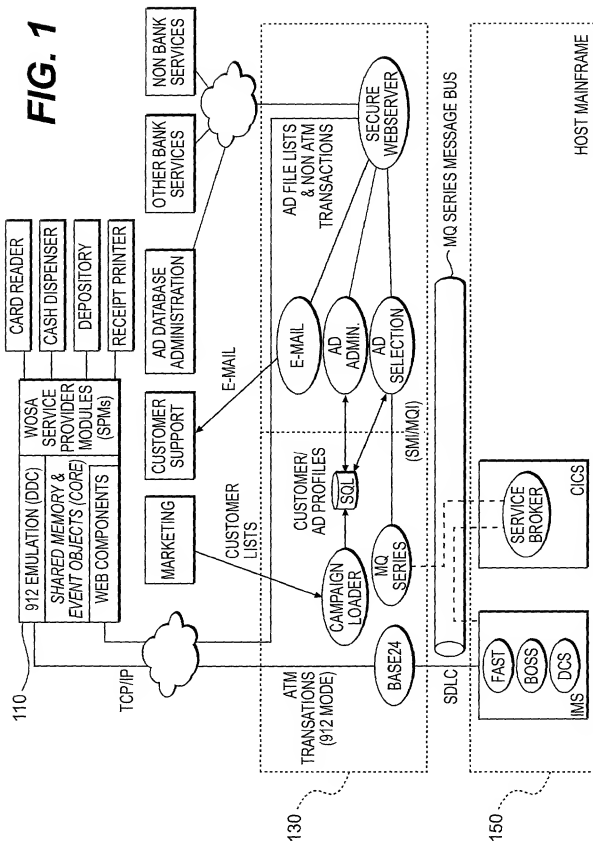 FIG. 1
CARD READER
CASH DISPENSER
DEPOSITORY
RECEIPT PRINTER
912 EMULATION (DDC)
SHARED MEMORY &
EVENT OBJECTS (CORE)
WEB COMPONENTS
WOSA SERVICE
PROVIDER
MODULES
(SPMs)
110
TCP/IP
MARKETING
CUSTOMER
SUPPORT
AD DATABASE
ADMINISTRATION
OTHER BANK
SERVICES
NON BANK
SERVICES
CUSTOMER
LISTS
E-MAIL
ATM
TRANSATIONS
(912 MODE)
CAMPAIGN
LOADER
CUSTOMER/
AD PROFILES
SQL
E-MAIL
AD
ADMIN.
AD
SELECTION
AD FILE LISTS
& NON ATM
TRANSACTIONS
SECURE
WEBSERVER
BASE24
MQ
SERIES
(SMI/MQI)
130
SDLC
MQ SERIES MESSAGE BUS
FAST
BOSS
DCS
IMS
SERVICE
BROKER
CICS
HOST MAINFRAME
150